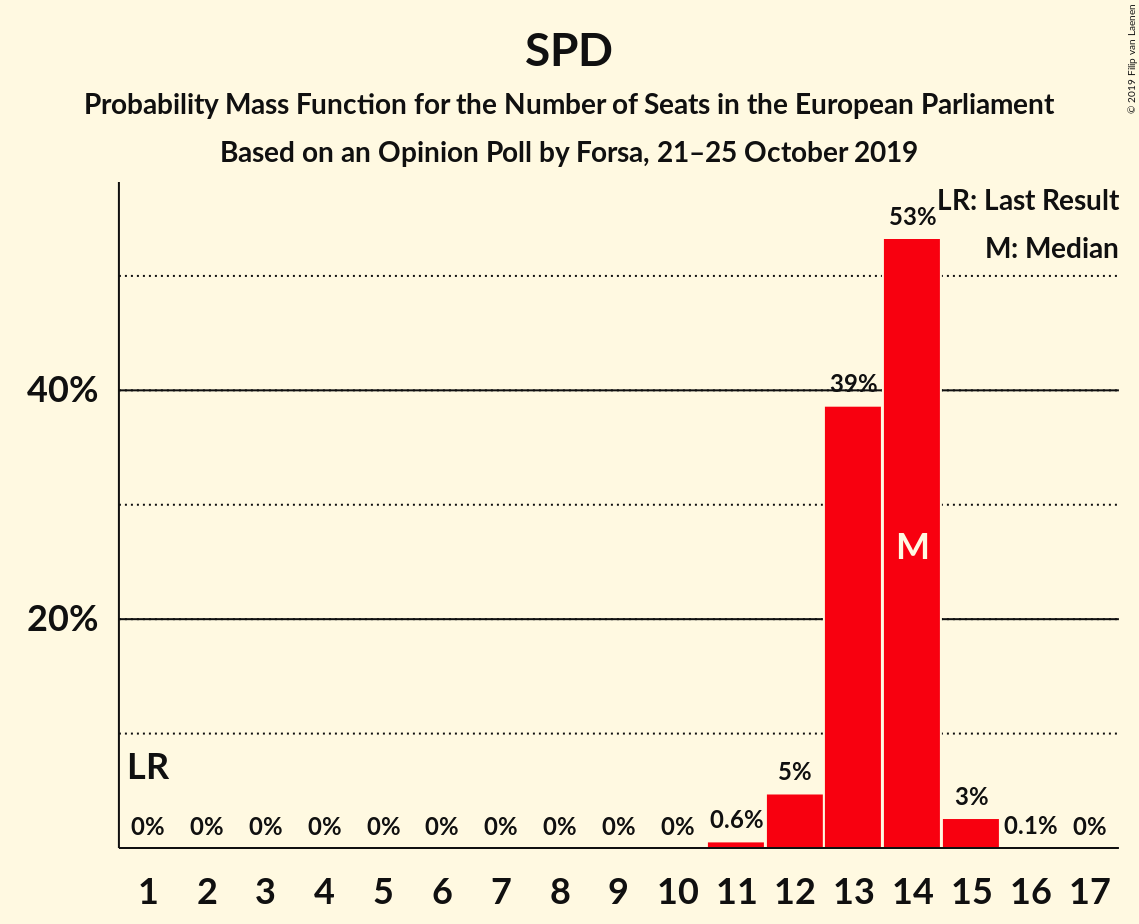 SPD
Probability Mass Function for the Number of Seats in the European Parliament
Based on an Opinion Poll by Forsa, 21–25 October 2019
© 2019 Filip van Laenen
LR: Last Result
M: Median
53%
39%
40%
20%
M
LR
0% 0% 0% 0% 0% 0% 0% 0% 0% 0% 0.6% 5% 3% 0.1% 0%
1 2 3 4 5 6 7 8 9 10 11 12 13 14 15 16 17